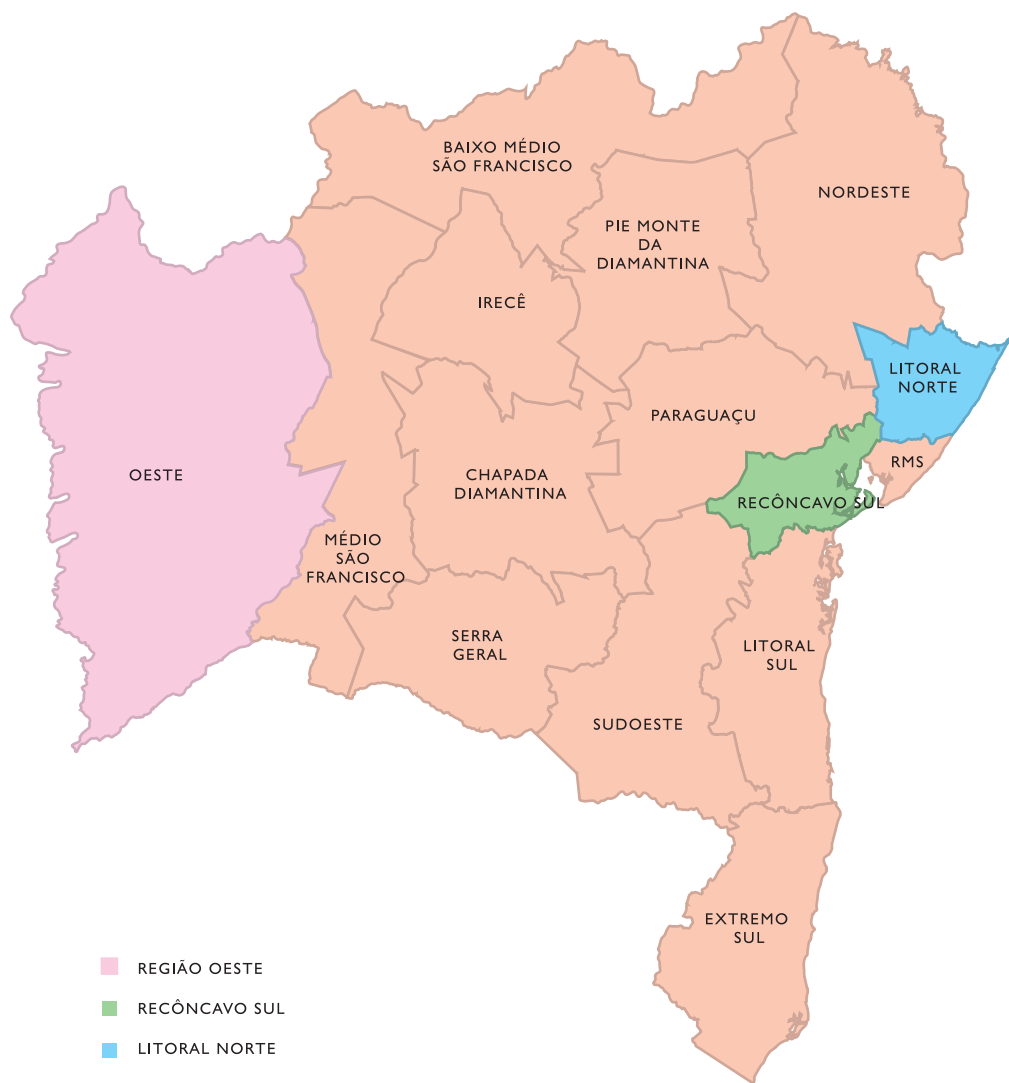 BAIXO MÉDIO
SÃO FRANCISCO
NORDESTE
PIE MONTE
DA
DIAMANTINA
IRECÊ
LITORAL
NORTE
PARAGUAÇU
OESTE
CHAPADA
DIAMANTINA
RMS
RECÔNCAVO SUL
MÉDIO
SÃO
FRANCISCO
SERRA
GERAL
LITORAL
SUL
SUDOESTE
EXTREMO
SUL
REGIÃO OESTE
RECÔNCAVO SUL
LITORAL NORTE